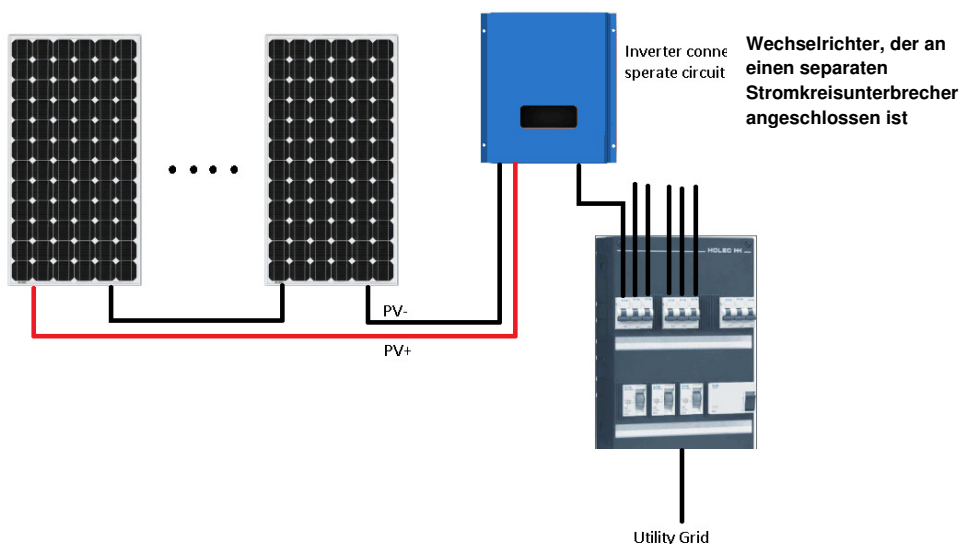 Inverter conne
sperate circuit
Wechselrichter, der an
einen separaten
Stromkreisunterbrecher
angeschlossen ist
HOLEC
PV-
PV+
Utility Grid